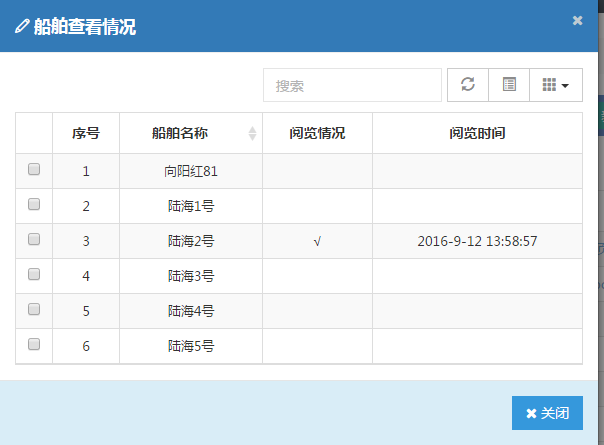 船舶查看情况
搜索
序号 船舶名称 阅览情况 阅览时间
1 向阳红81
2 陆海1号
3 陆海2号 √ 2016-9-12 13:58:57
4 陆海3号
5 陆海4号
6 陆海5号
关闭